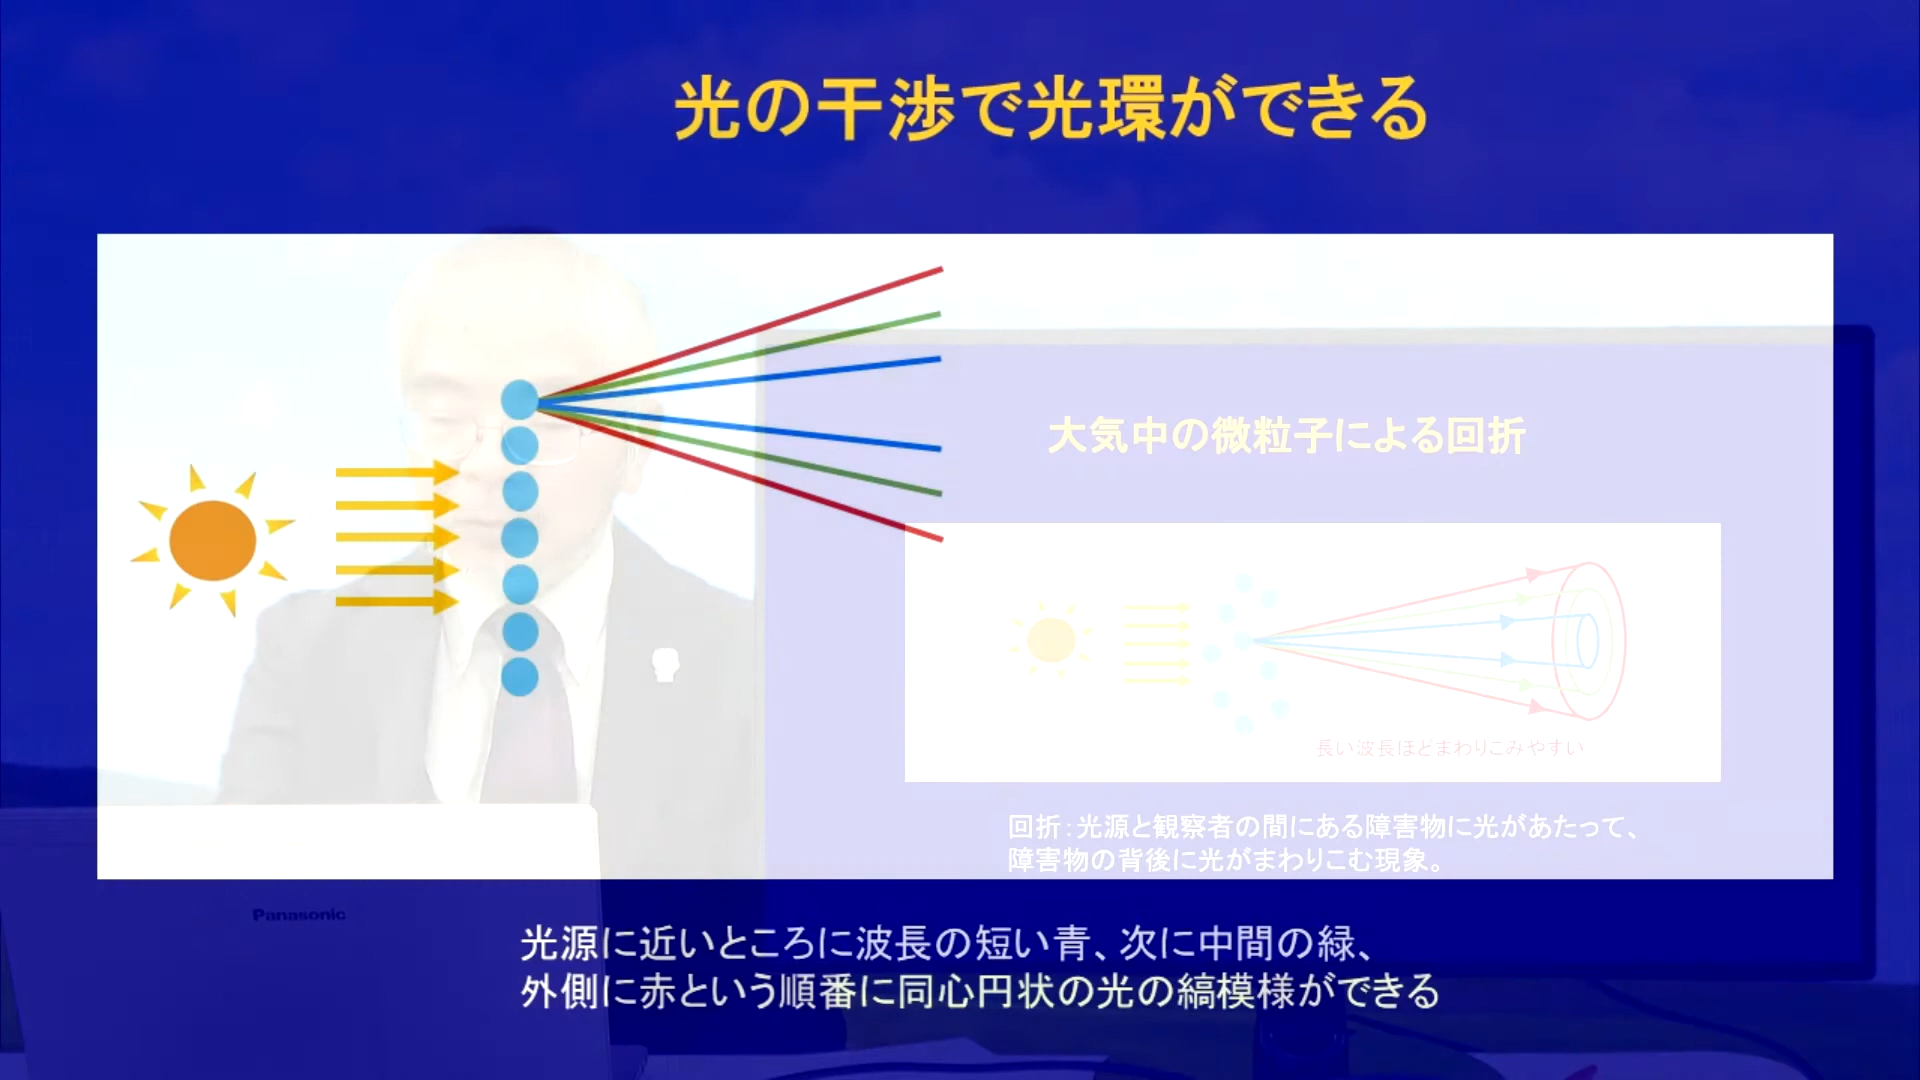 光の干渉で光環ができる
大気中の微粒子による回折
長い波長ほどまわりこみやすい
回折：光源と観察者の間にある障害物に光があたって、
障害物の背後に光がまわりこむ現象。
Panasonic
光源に近いところに波長の短い青、次に中間の緑、
外側に赤という順番に同心円状の光の縞模様ができる